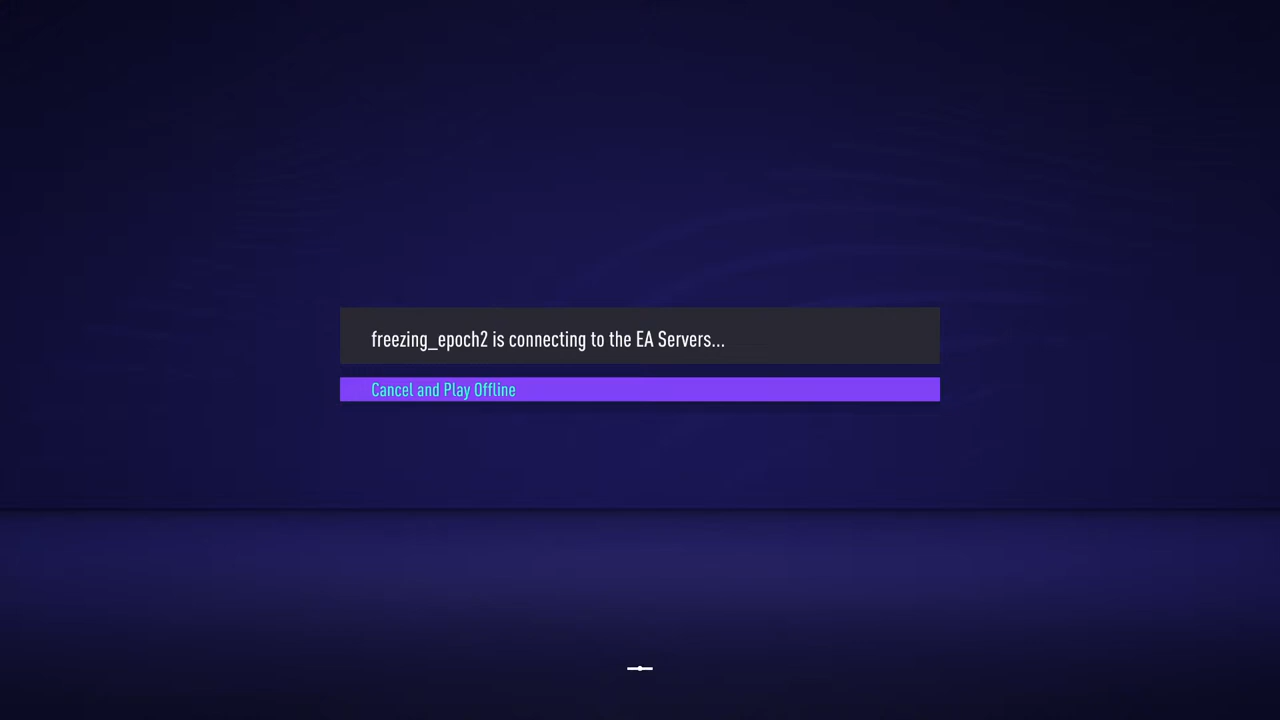 freezing_epoch2 is connecting to the EA Servers...
Cancel and Play Offline